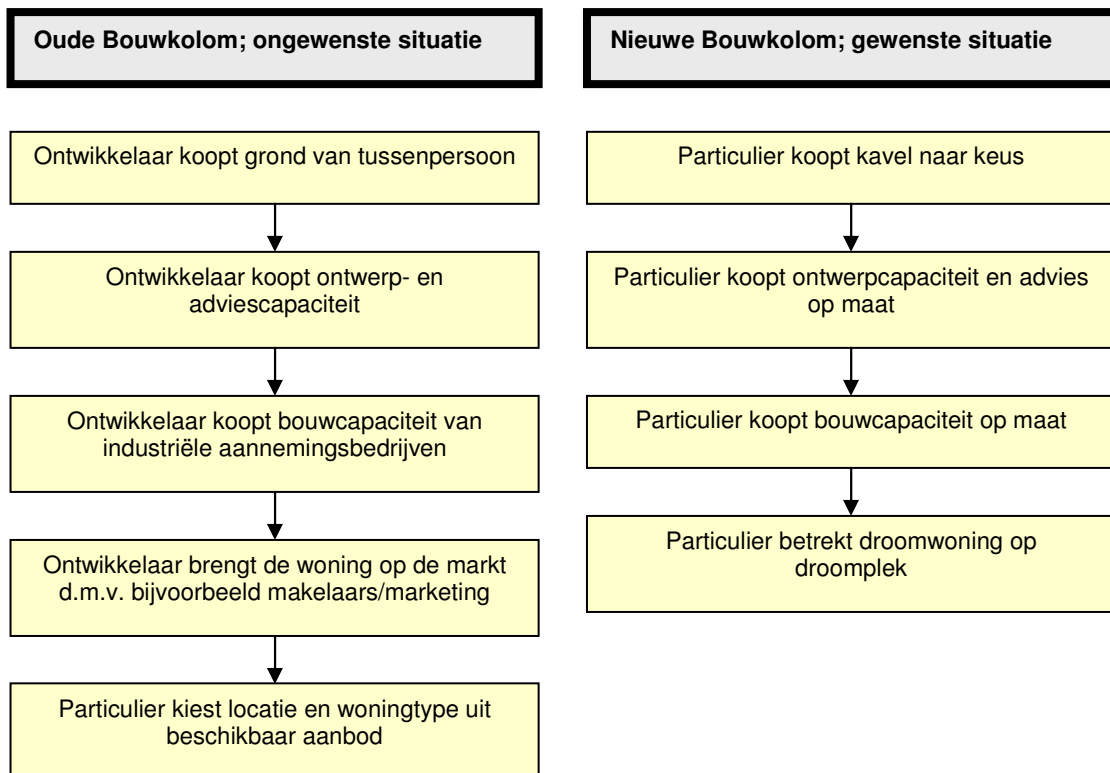 Oude Bouwkolom; ongewenste situatie
Ontwikkelaar koopt grond van tussenpersoon
Ontwikkelaar koopt ontwerp- en
adviescapaciteit
Ontwikkelaar koopt bouwcapaciteit van
industriële aannemingsbedrijven
Ontwikkelaar brengt de woning op de markt
d.m.v. bijvoorbeeld makelaars/marketing
Particulier kiest locatie en woningtype uit
beschikbaar aanbod
Nieuwe Bouwkolom; gewenste situatie
Particulier koopt kavel naar keus
Particulier koopt ontwerpcapaciteit en advies
op maat
Particulier koopt bouwcapaciteit op maat
Particulier betrekt droomwoning op
droomplek